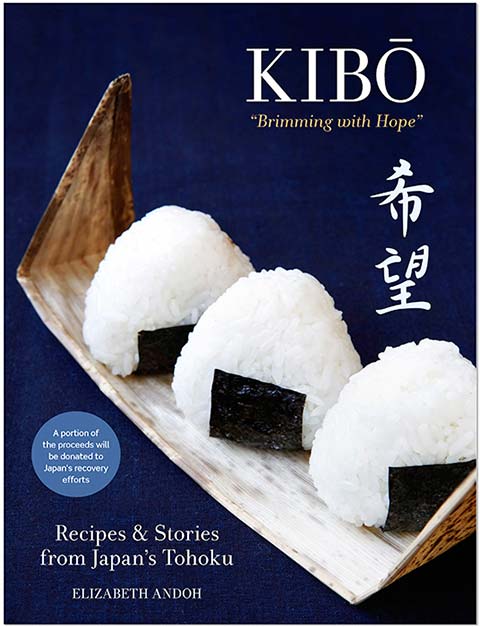 KIBŌ
“Brimming with Hope”
希
望
A portion of
the proceeds will
be donated to
Japan's recovery
efforts
Recipes & Stories
from Japan's Tohoku
ELIZABETH ANDOH